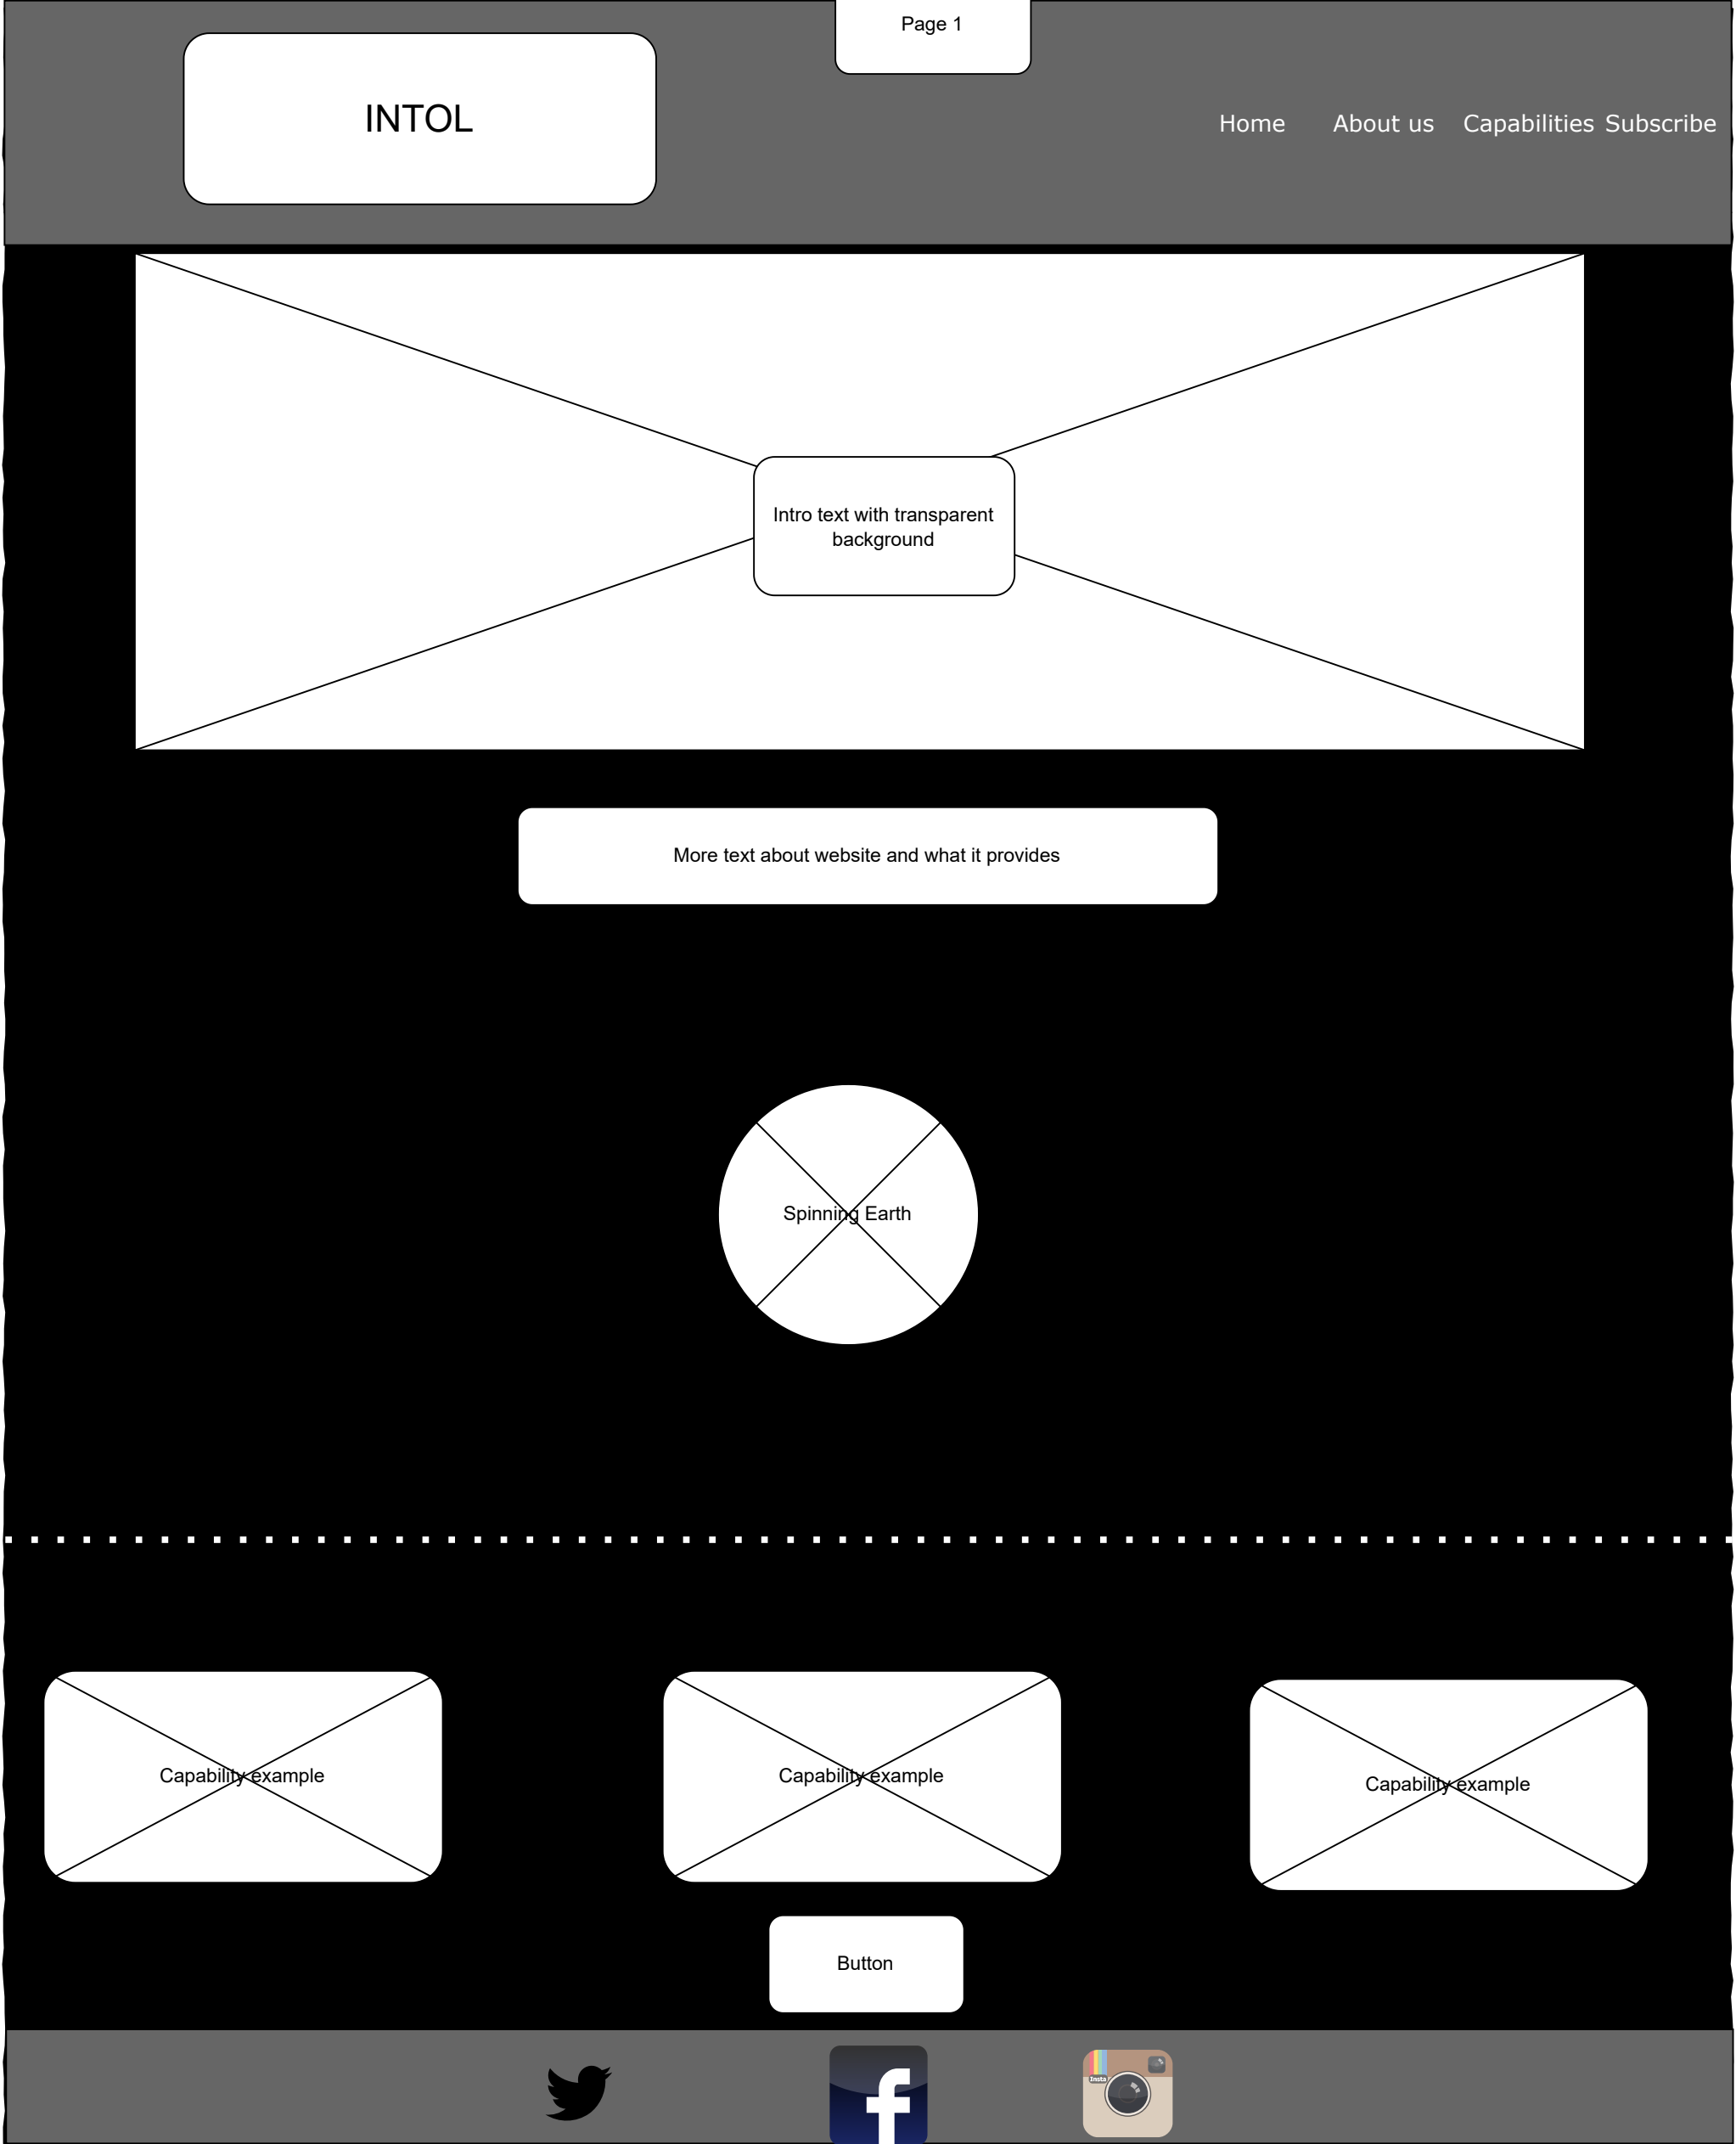 Page 1
INTOL
Home About us Capabilities Subscribe
Intro text with transparent
background
More text about website and what it provides
Spinning Earth
Capability example
Capability example
Capability example
Button
Insta